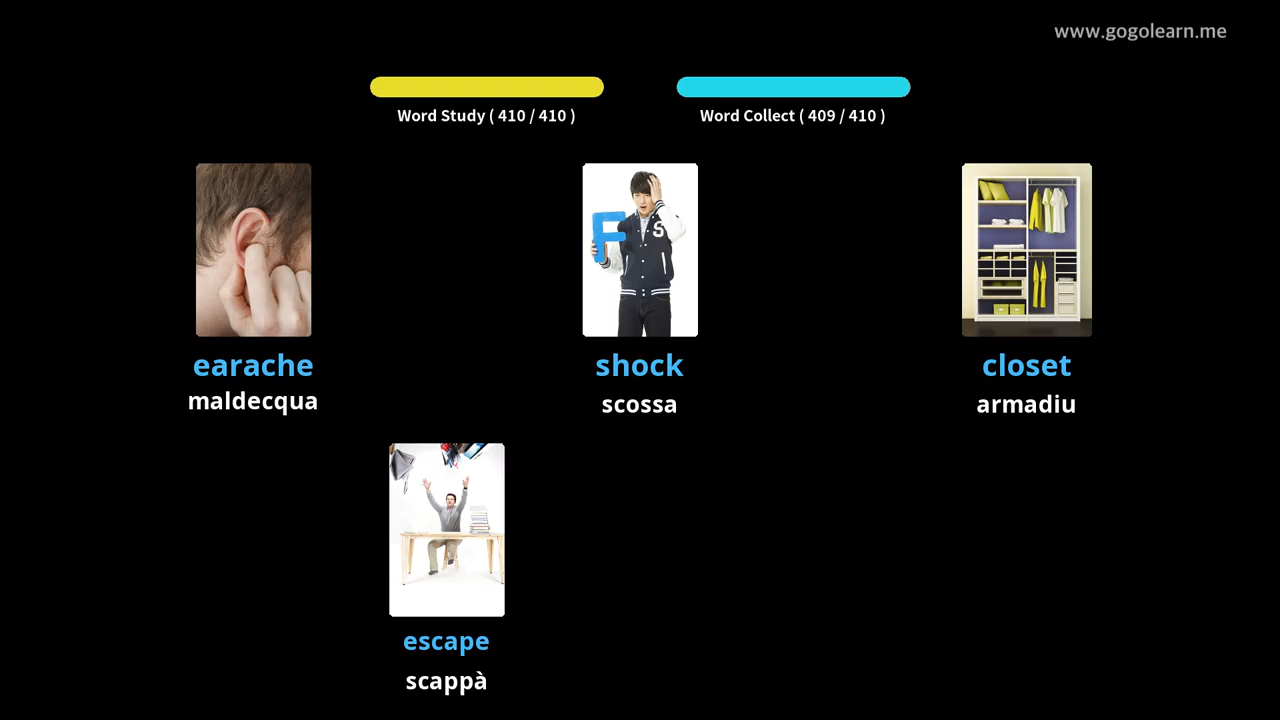 www.gogolearn.me
Word Study ( 410 / 410 )
Word Collect ( 409 / 410 )
F
S
earache
shock
closet
maldecqua
scossa
armadiu
escape
scappà